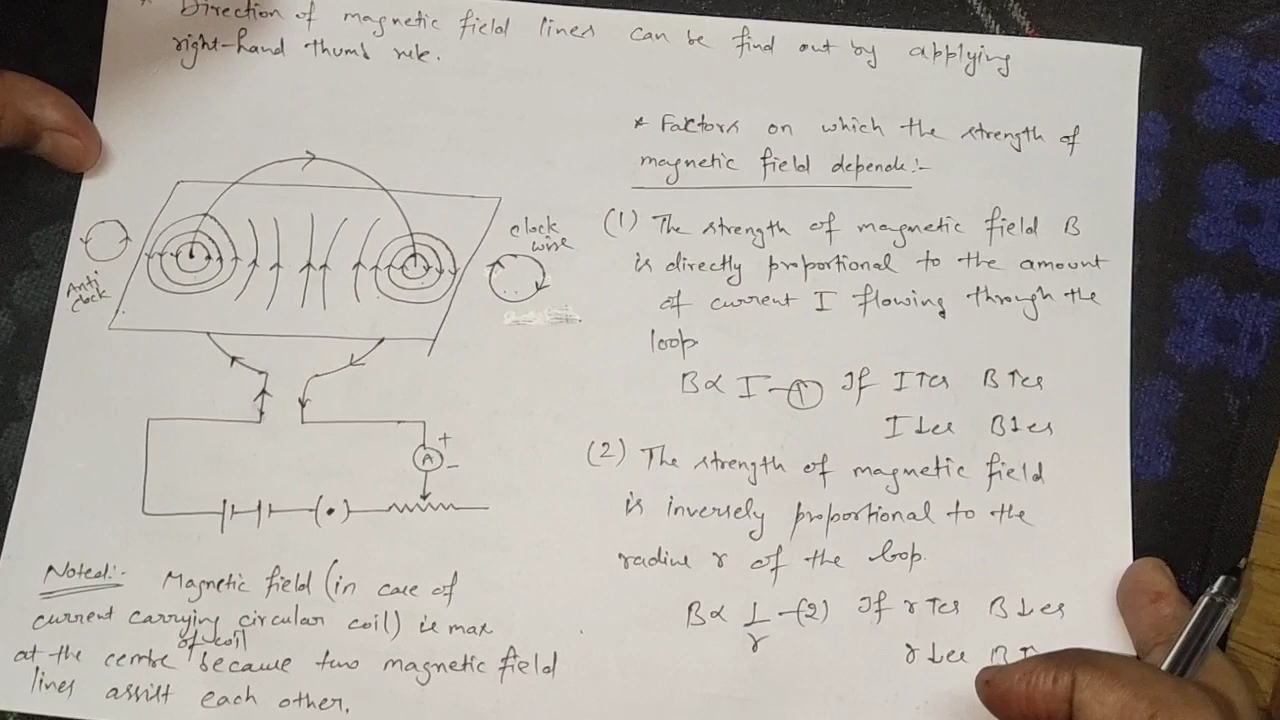 * Direction of magnetic field lines can be find out by applying
right-hand thumb rule.
Anti
clock
clock
wise
A
+
-
Noted:-
Magnetic field (in case of
current carrying circular coil) is max
at the centre of coil because two magnetic field
lines assist each other.
* Factors on which the strength of
magnetic field depends:-
(1) The strength of magnetic field B
is directly proportional to the amount
of current I flowing through the
loop
B∝ I —① If I↑es B↑es
I↓es B↓es
(2) The strength of magnetic field
is inversely proportional to the
radius r of the loop.
B∝ 1/r —(2) If r↑es B↓es
r↓es B↑